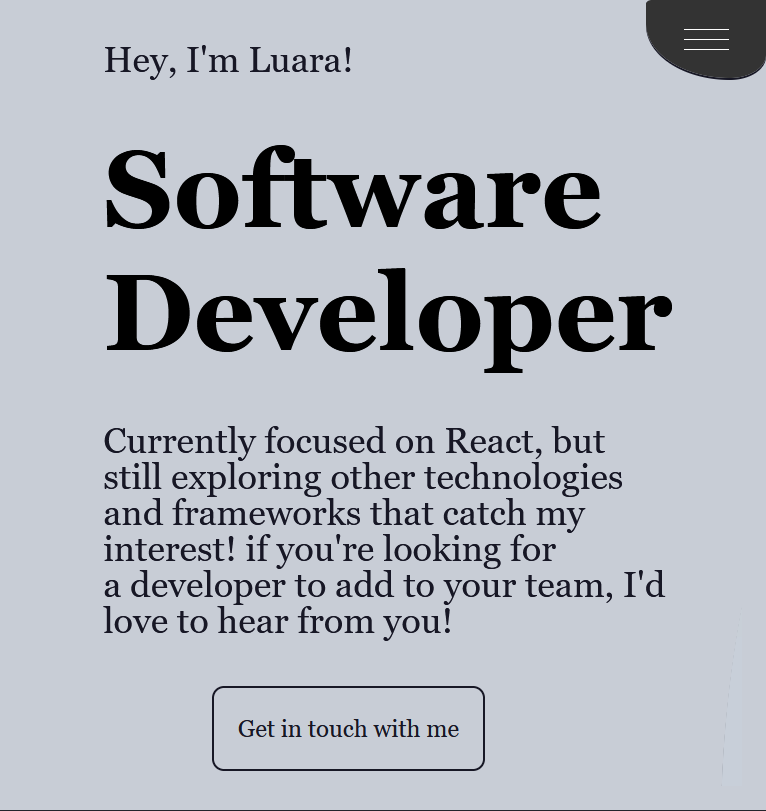 Hey, I'm Luara!
Software
Developer
Currently focused on React, but
still exploring other technologies
and frameworks that catch my
interest! if you're looking for
a developer to add to your team, I'd
love to hear from you!
Get in touch with me